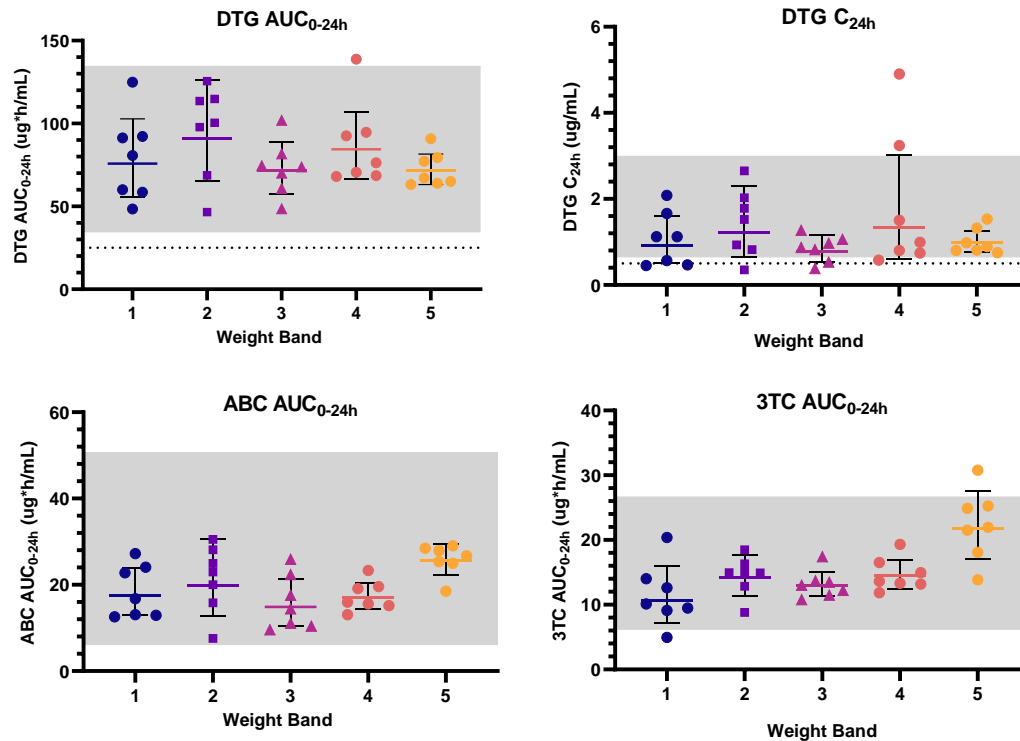 DTG AUC0-24h
DTG AUC0-24h (ug*h/mL)
150
100
50
0
1 2 3 4 5
Weight Band
DTG C24h
DTG C24h (ug/mL)
6
4
2
0
1 2 3 4 5
Weight Band
ABC AUC0-24h
ABC AUC0-24h (ug*h/mL)
60
40
20
0
1 2 3 4 5
Weight Band
3TC AUC0-24h
3TC AUC0-24h (ug*h/mL)
40
30
20
10
0
1 2 3 4 5
Weight Band